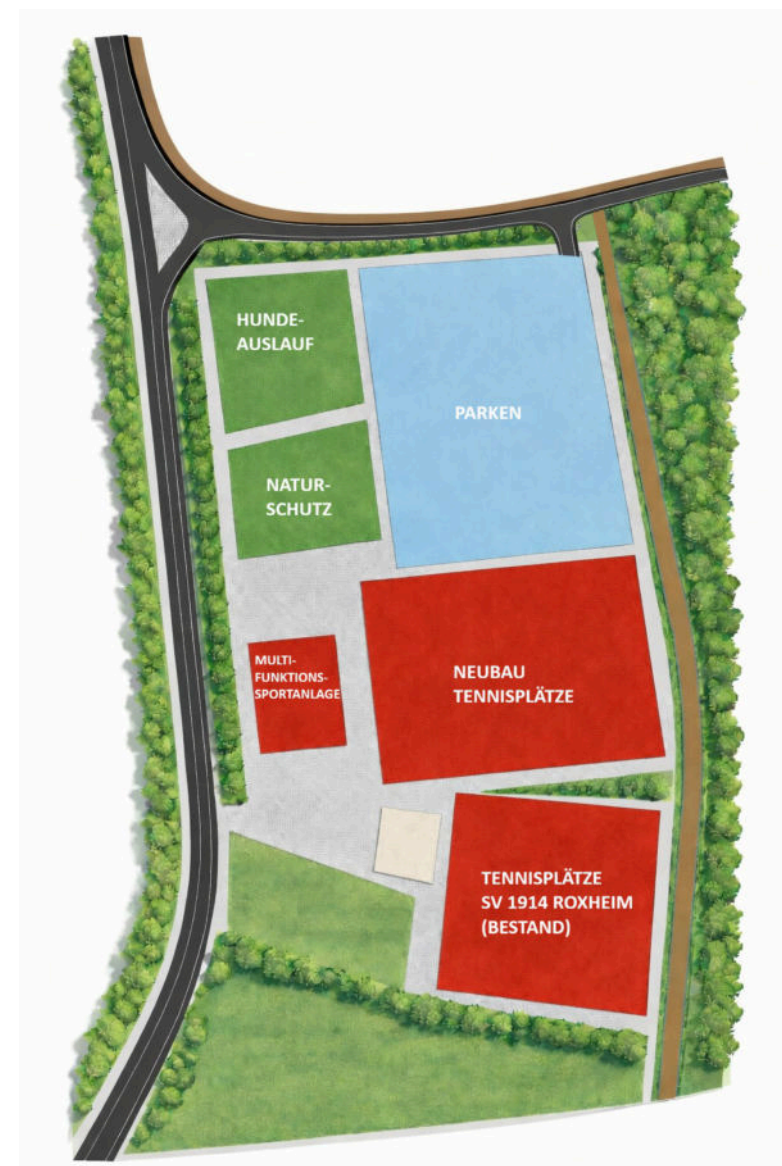 HUNDE-
AUSLAUF
PARKEN
NATUR-
SCHUTZ
MULTI-
FUNKTIONS-
SPORTANLAGE
NEUBAU
TENNISPLÄTZE
TENNISPLÄTZE
SV 1914 ROXHEIM
(BESTAND)